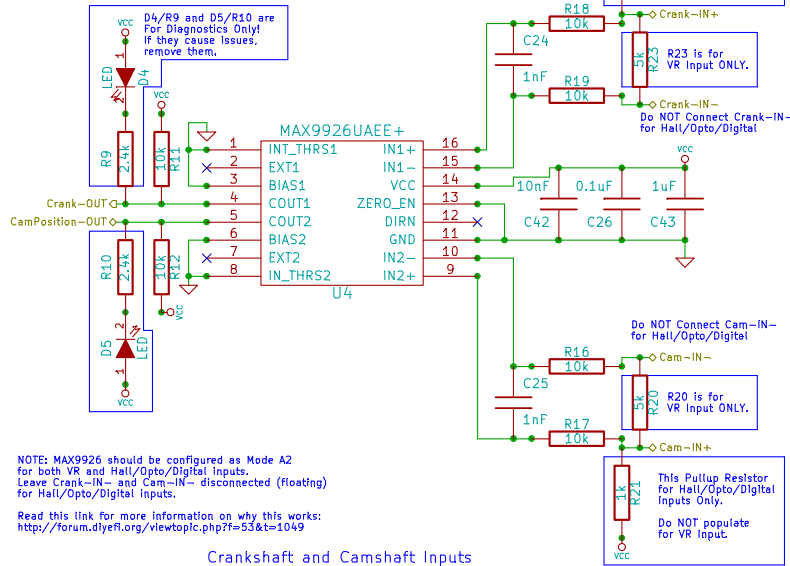 D4/R9 and D5/R10 are
For Diagnostics Only!
If they cause issues,
remove them.
VCC
1
LED
D4
2
VCC
R9
2.4k
10k
R11
Crank-OUT
CamPosition-OUT
R10
2.4k
10k
R12
VCC
2
D5
LED
1
VCC
MAX9926UAEE+
1 INT_THRS1
2 EXT1
3 BIAS1
4 COUT1
5 COUT2
6 BIAS2
7 EXT2
8 IN_THRS2
IN1+ 16
IN1- 15
VCC 14
ZERO_EN 13
DIRN 12
GND 11
IN2- 10
IN2+ 9
U4
R18
10k
Crank-IN+
C24
1nF
5k
R23
R23 is for
VR Input ONLY.
R19
10k
Crank-IN-
Do NOT Connect Crank-IN-
for Hall/Opto/Digital
VCC
10nF
0.1uF
1uF
C42
C26
C43
Do NOT Connect Cam-IN-
for Hall/Opto/Digital
R16
10k
Cam-IN-
C25
1nF
5k
R20
R20 is for
VR Input ONLY.
R17
10k
Cam-IN+
1k
R21
VCC
This Pullup Resistor
for Hall/Opto/Digital
Inputs Only.
Do NOT populate
for VR Input.
NOTE: MAX9926 should be configured as Mode A2
for both VR and Hall/Opto/Digital inputs.
Leave Crank-IN- and Cam-IN- disconnected (floating)
for Hall/Opto/Digital inputs.
Read this link for more information on why this works:
http://forum.diyefi.org/viewtopic.php?f=53&t=1049
Crankshaft and Camshaft Inputs